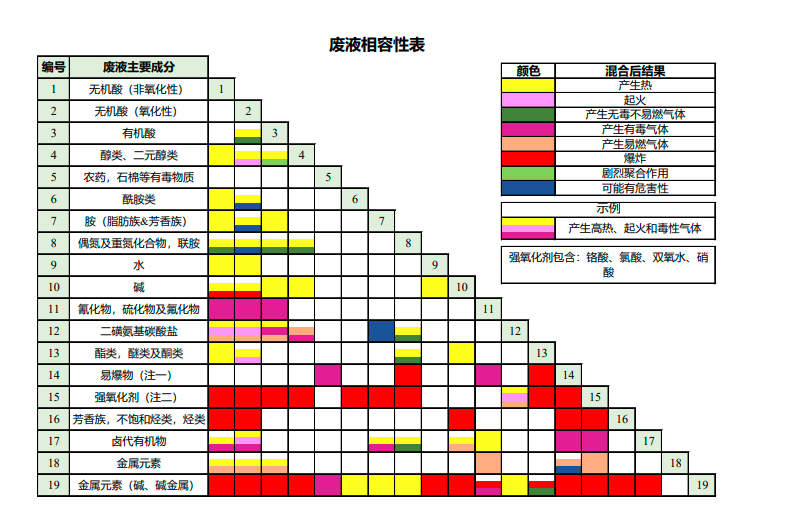 废液相容性表
编号 废液主要成分
1 无机酸（非氧化性） 1
2 无机酸（氧化性） 2
3 有机酸 3
4 醇类、二元醇类 4
5 农药，石棉等有毒物质 5
6 酰胺类 6
7 胺（脂肪族&芳香族） 7
8 偶氮及重氮化合物，联胺 8
9 水 9
10 碱 10
11 氰化物，硫化物及氟化物 11
12 二磺氨基碳酸盐 12
13 酯类，醚类及酮类 13
14 易爆物（注一） 14
15 强氧化剂（注二） 15
16 芳香族，不饱和烃类，烃类 16
17 卤代有机物 17
18 金属元素 18
19 金属元素（碱、碱金属） 19
颜色 混合后结果
产生热
起火
产生无毒不易燃气体
产生有毒气体
产生易燃气体
爆炸
剧烈聚合作用
可能有危害性
示例
产生高热、起火和毒性气体
强氧化剂包含：铬酸、氯酸、双氧水、硝
酸